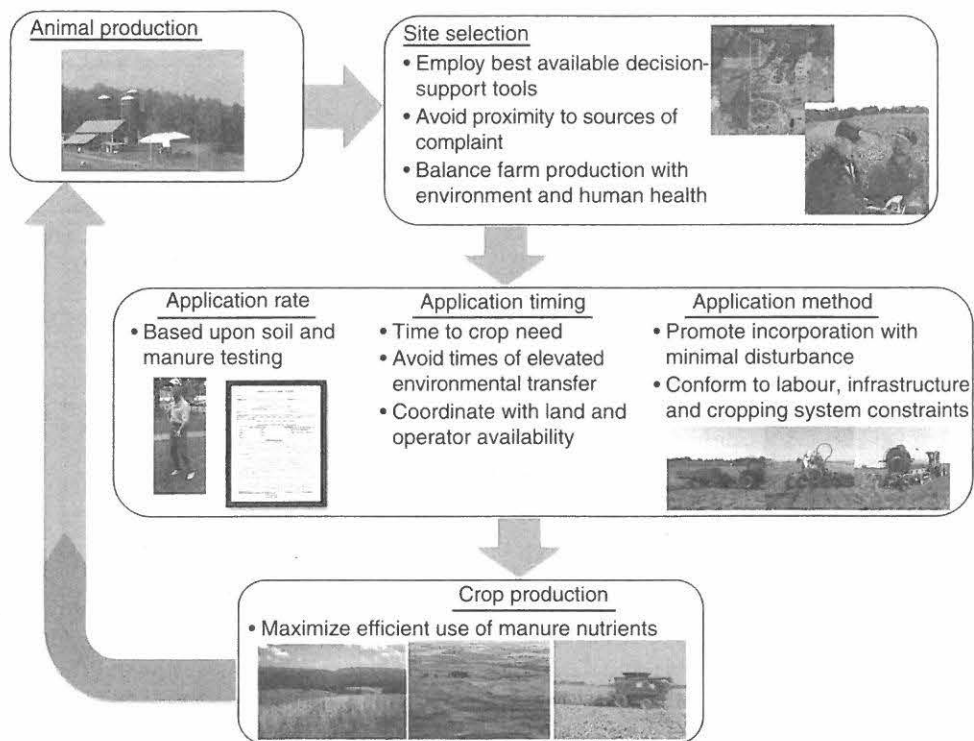 Animal production
Site selection
• Employ best available decision-
support tools
• Avoid proximity to sources of
complaint
• Balance farm production with
environment and human health
Application rate
• Based upon soil and
manure testing
Application timing
• Time to crop need
• Avoid times of elevated
environmental transfer
• Coordinate with land and
operator availability
Application method
• Promote incorporation with
minimal disturbance
• Conform to labour, infrastructure
and cropping system constraints
Crop production
• Maximize efficient use of manure nutrients